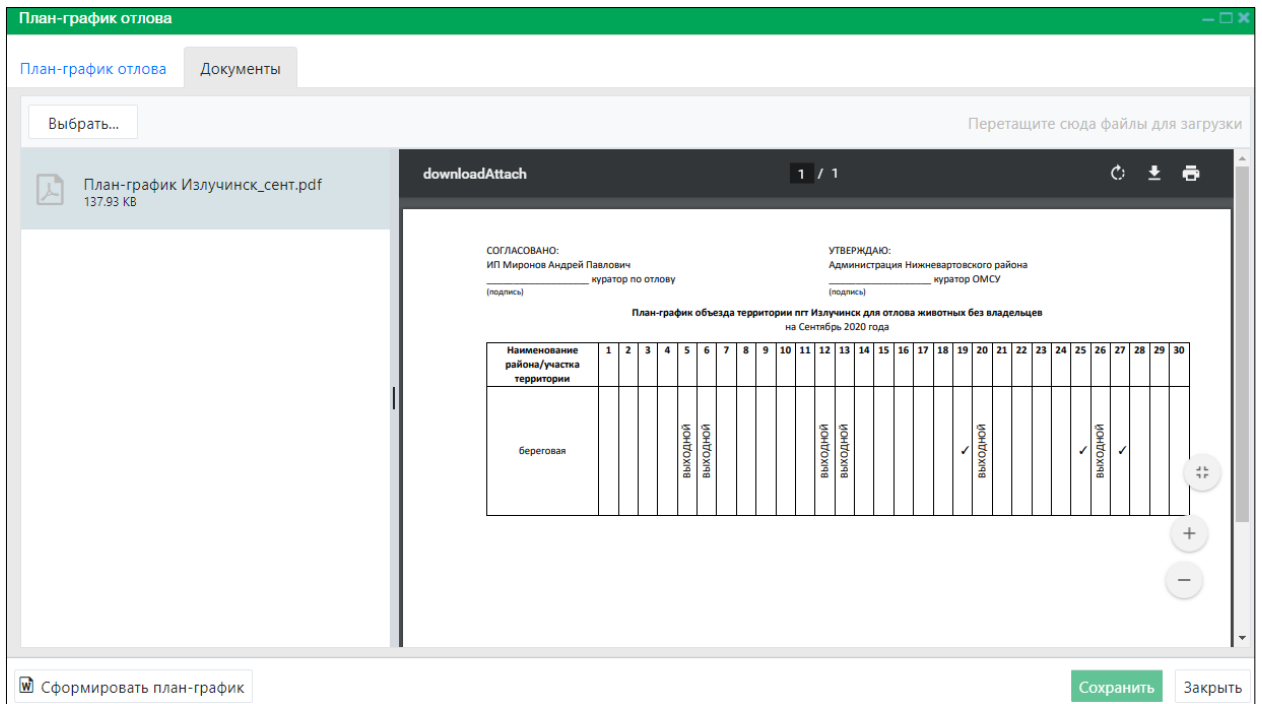 План-график отлова
План-график отлова Документы
Выбрать... Перетащите сюда файлы для загрузки
План-график Излучинск_сент.pdf
137.93 KB
downloadAttach 1 / 1
СОГЛАСОВАНО: УТВЕРЖДАЮ:
ИП Миронов Андрей Павлович Администрация Нижневартовского района
__________________ куратор по отлову __________________ куратор ОМСУ
(подпись) (подпись)
План-график объезда территории пгт Излучинск для отлова животных без владельцев
на Сентябрь 2020 года
Наименование 1 2 3 4 5 6 7 8 9 10 11 12 13 14 15 16 17 18 19 20 21 22 23 24 25 26 27 28 29 30
района/участка
территории
береговая ВЫХОДНОЙ ВЫХОДНОЙ ВЫХОДНОЙ ВЫХОДНОЙ ✓ ВЫХОДНОЙ ✓ ВЫХОДНОЙ ✓
Сформировать план-график Сохранить Закрыть